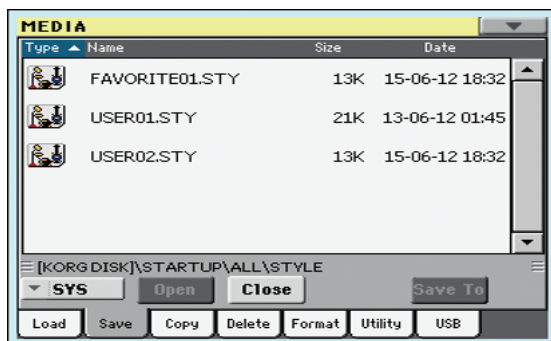 MEDIA
Type Name Size Date
FAVORITE01.STY 13K 15-06-12 18:32
USER01.STY 21K 13-06-12 01:45
USER02.STY 13K 15-06-12 18:32
[KORG DISK]\STARTUP\ALL\STYLE
SYS Open Close Save To
Load Save Copy Delete Format Utility USB